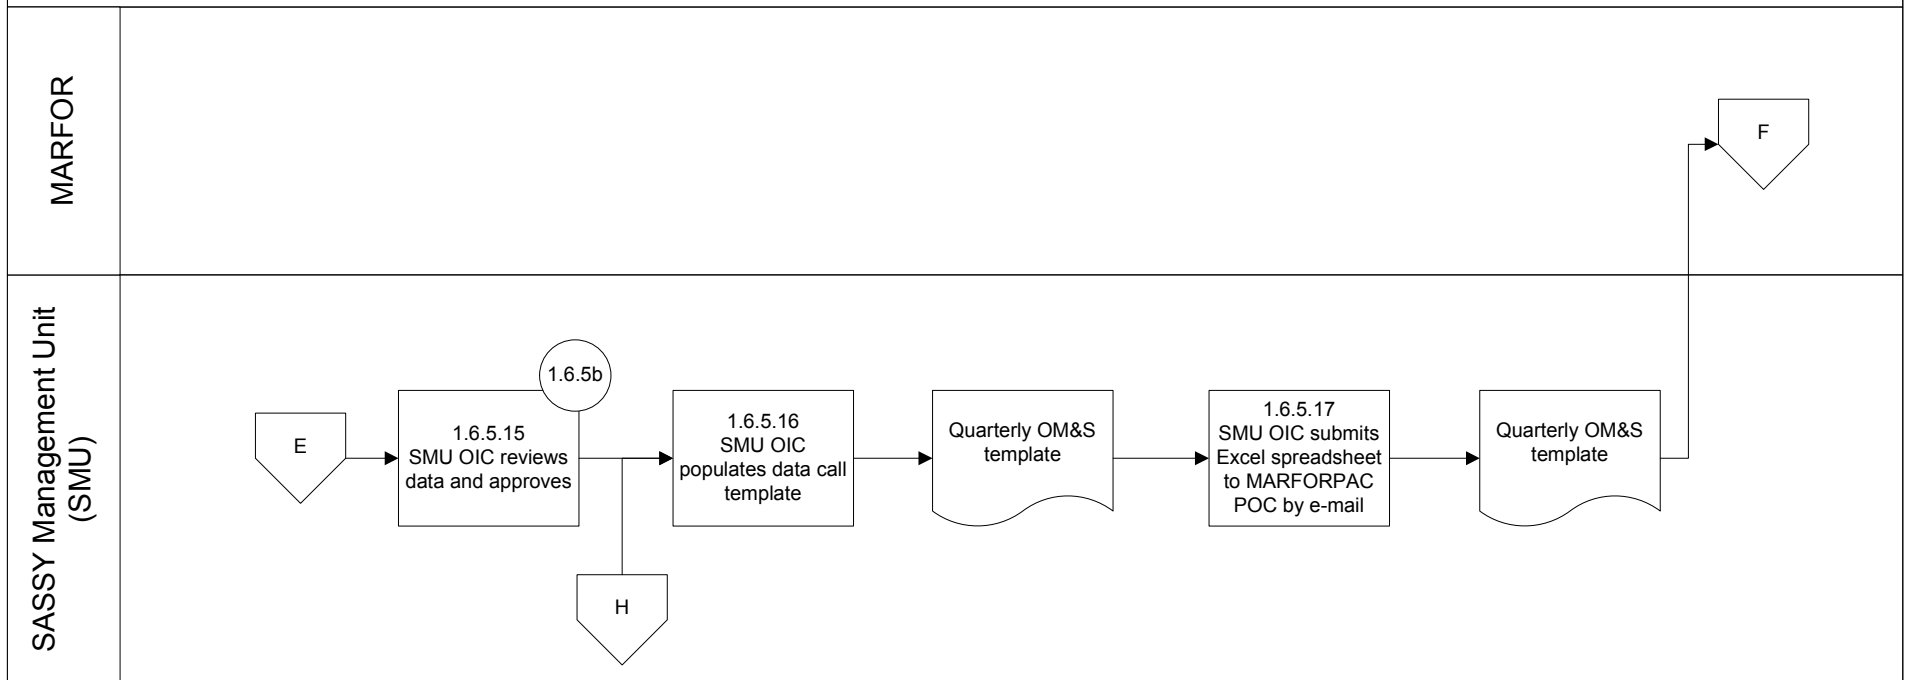 MARFOR
F
SASSY Management Unit
(SMU)
E
1.6.5b
1.6.5.15
SMU OIC reviews
data and approves
H
1.6.5.16
SMU OIC
populates data call
template
Quarterly OM&S
template
1.6.5.17
SMU OIC submits
Excel spreadsheet
to MARFORPAC
POC by e-mail
Quarterly OM&S
template